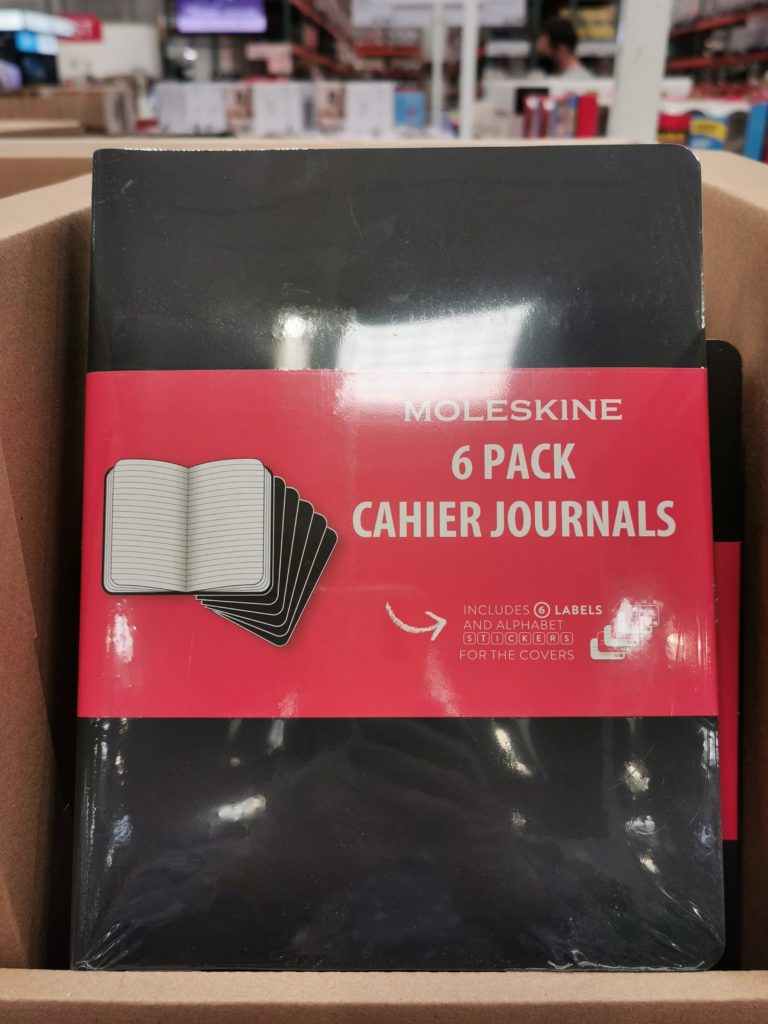 MOLESKINE
6 PACK
CAHIER JOURNALS
INCLUDES 6 LABELS
AND ALPHABET
STICKERS
FOR THE COVERS